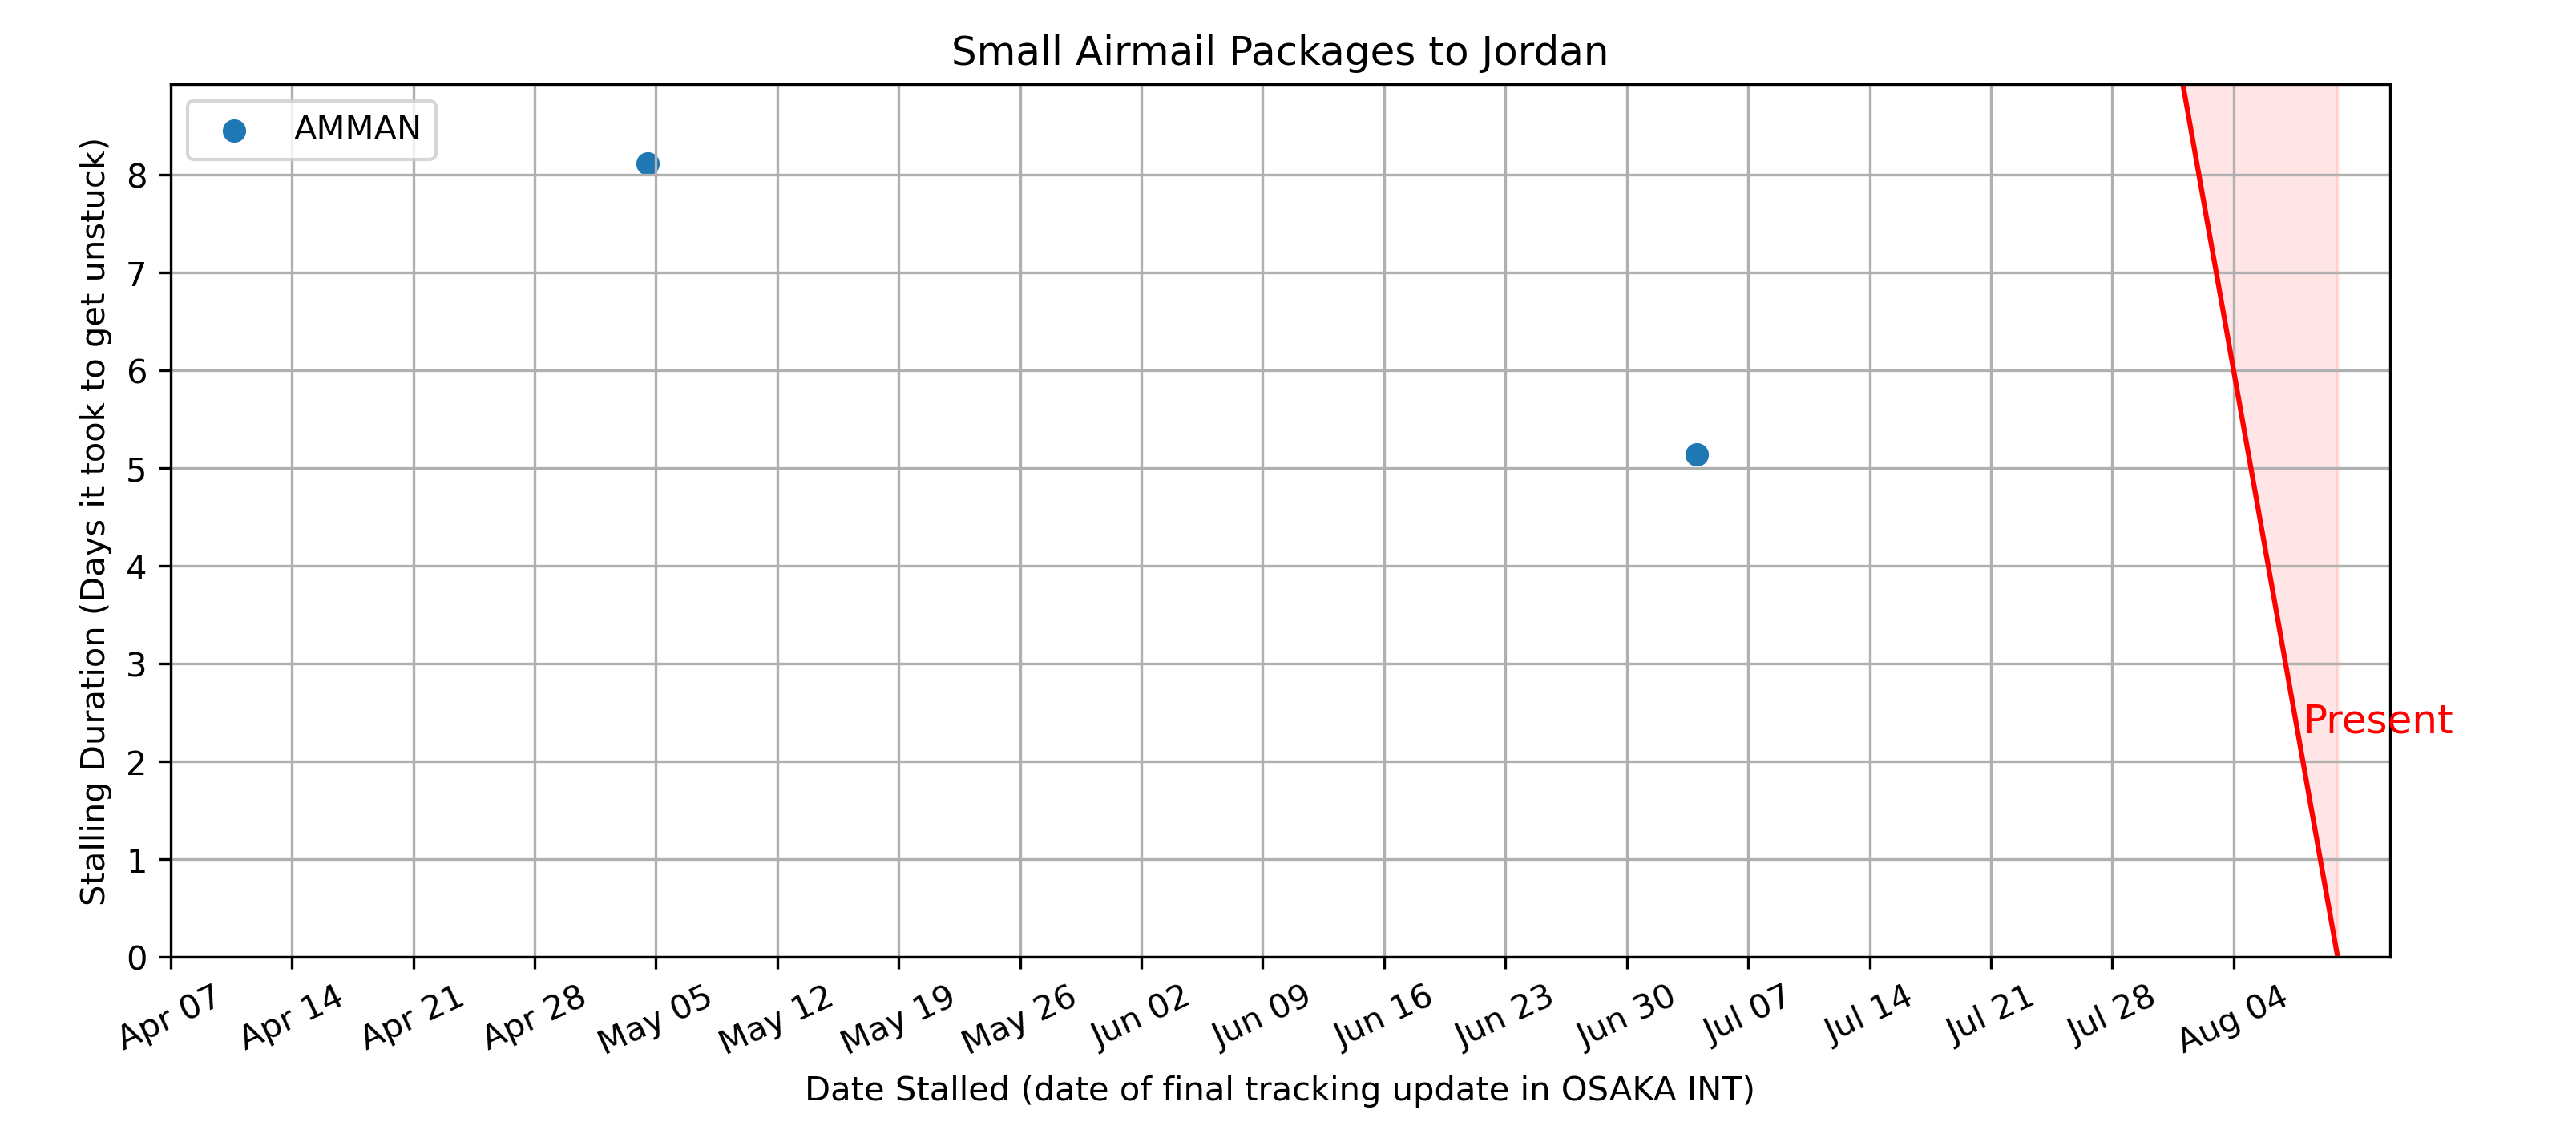 Small Airmail Packages to Jordan
AMMAN
Stalling Duration (Days it took to get unstuck)
8
7
6
5
4
3
2
1
0
Present
Apr 07 Apr 14 Apr 21 Apr 28 May 05 May 12 May 19 May 26 Jun 02 Jun 09 Jun 16 Jun 23 Jun 30 Jul 07 Jul 14 Jul 21 Jul 28 Aug 04
Date Stalled (date of final tracking update in OSAKA INT)